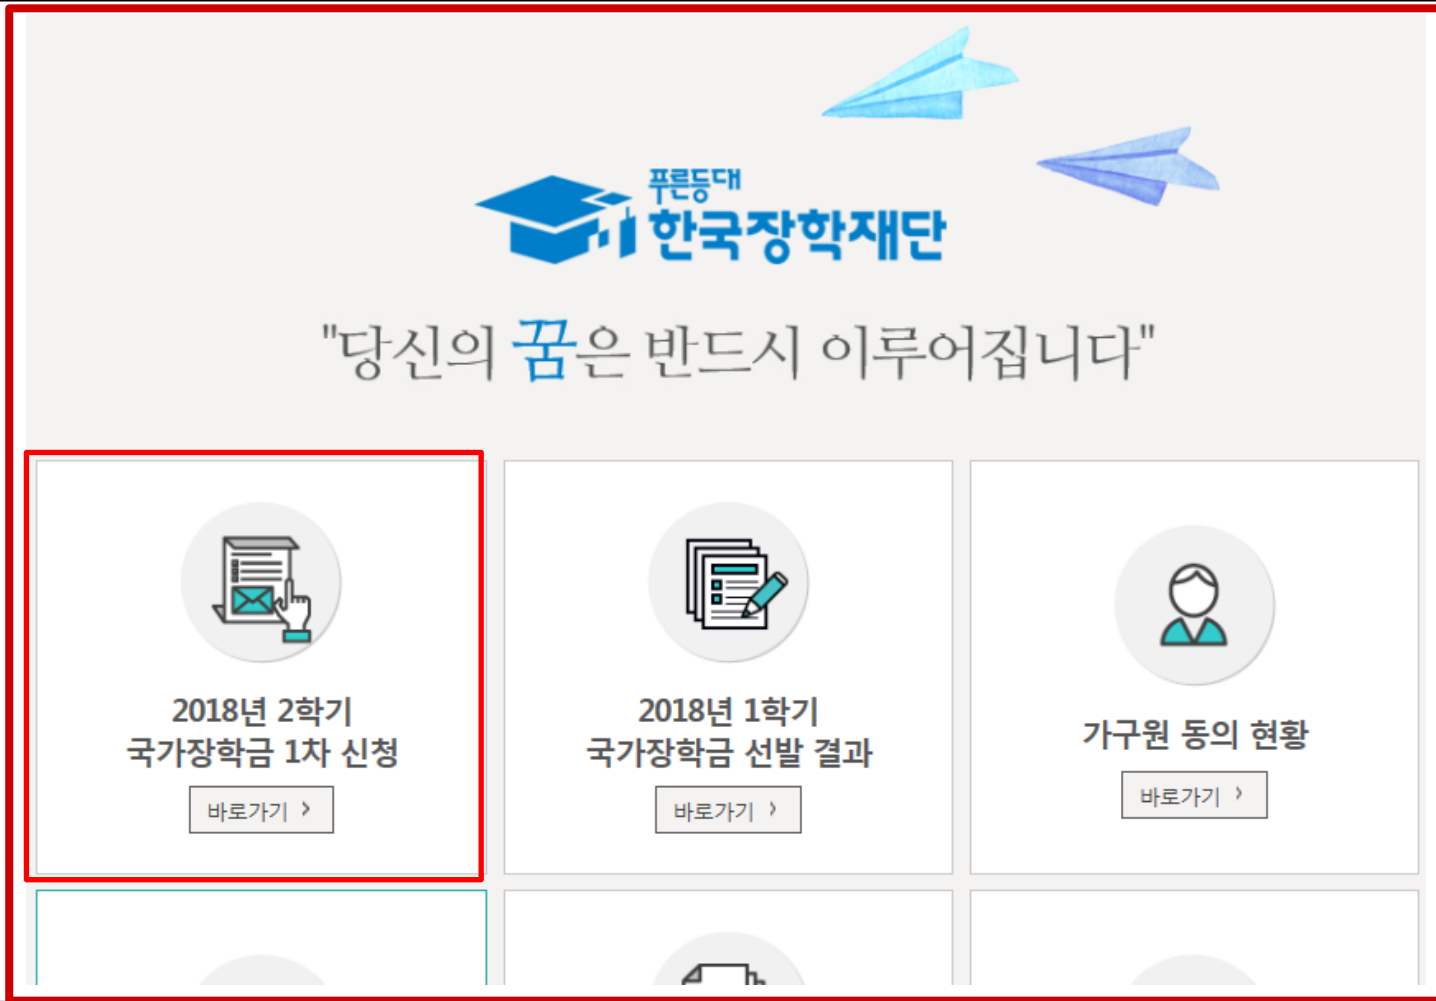 푸른등대
한국장학재단
"당신의 꿈은 반드시 이루어집니다"
2018년 2학기
국가장학금 1차 신청
바로가기 >
2018년 1학기
국가장학금 선발 결과
바로가기 >
가구원 동의 현황
바로가기 >